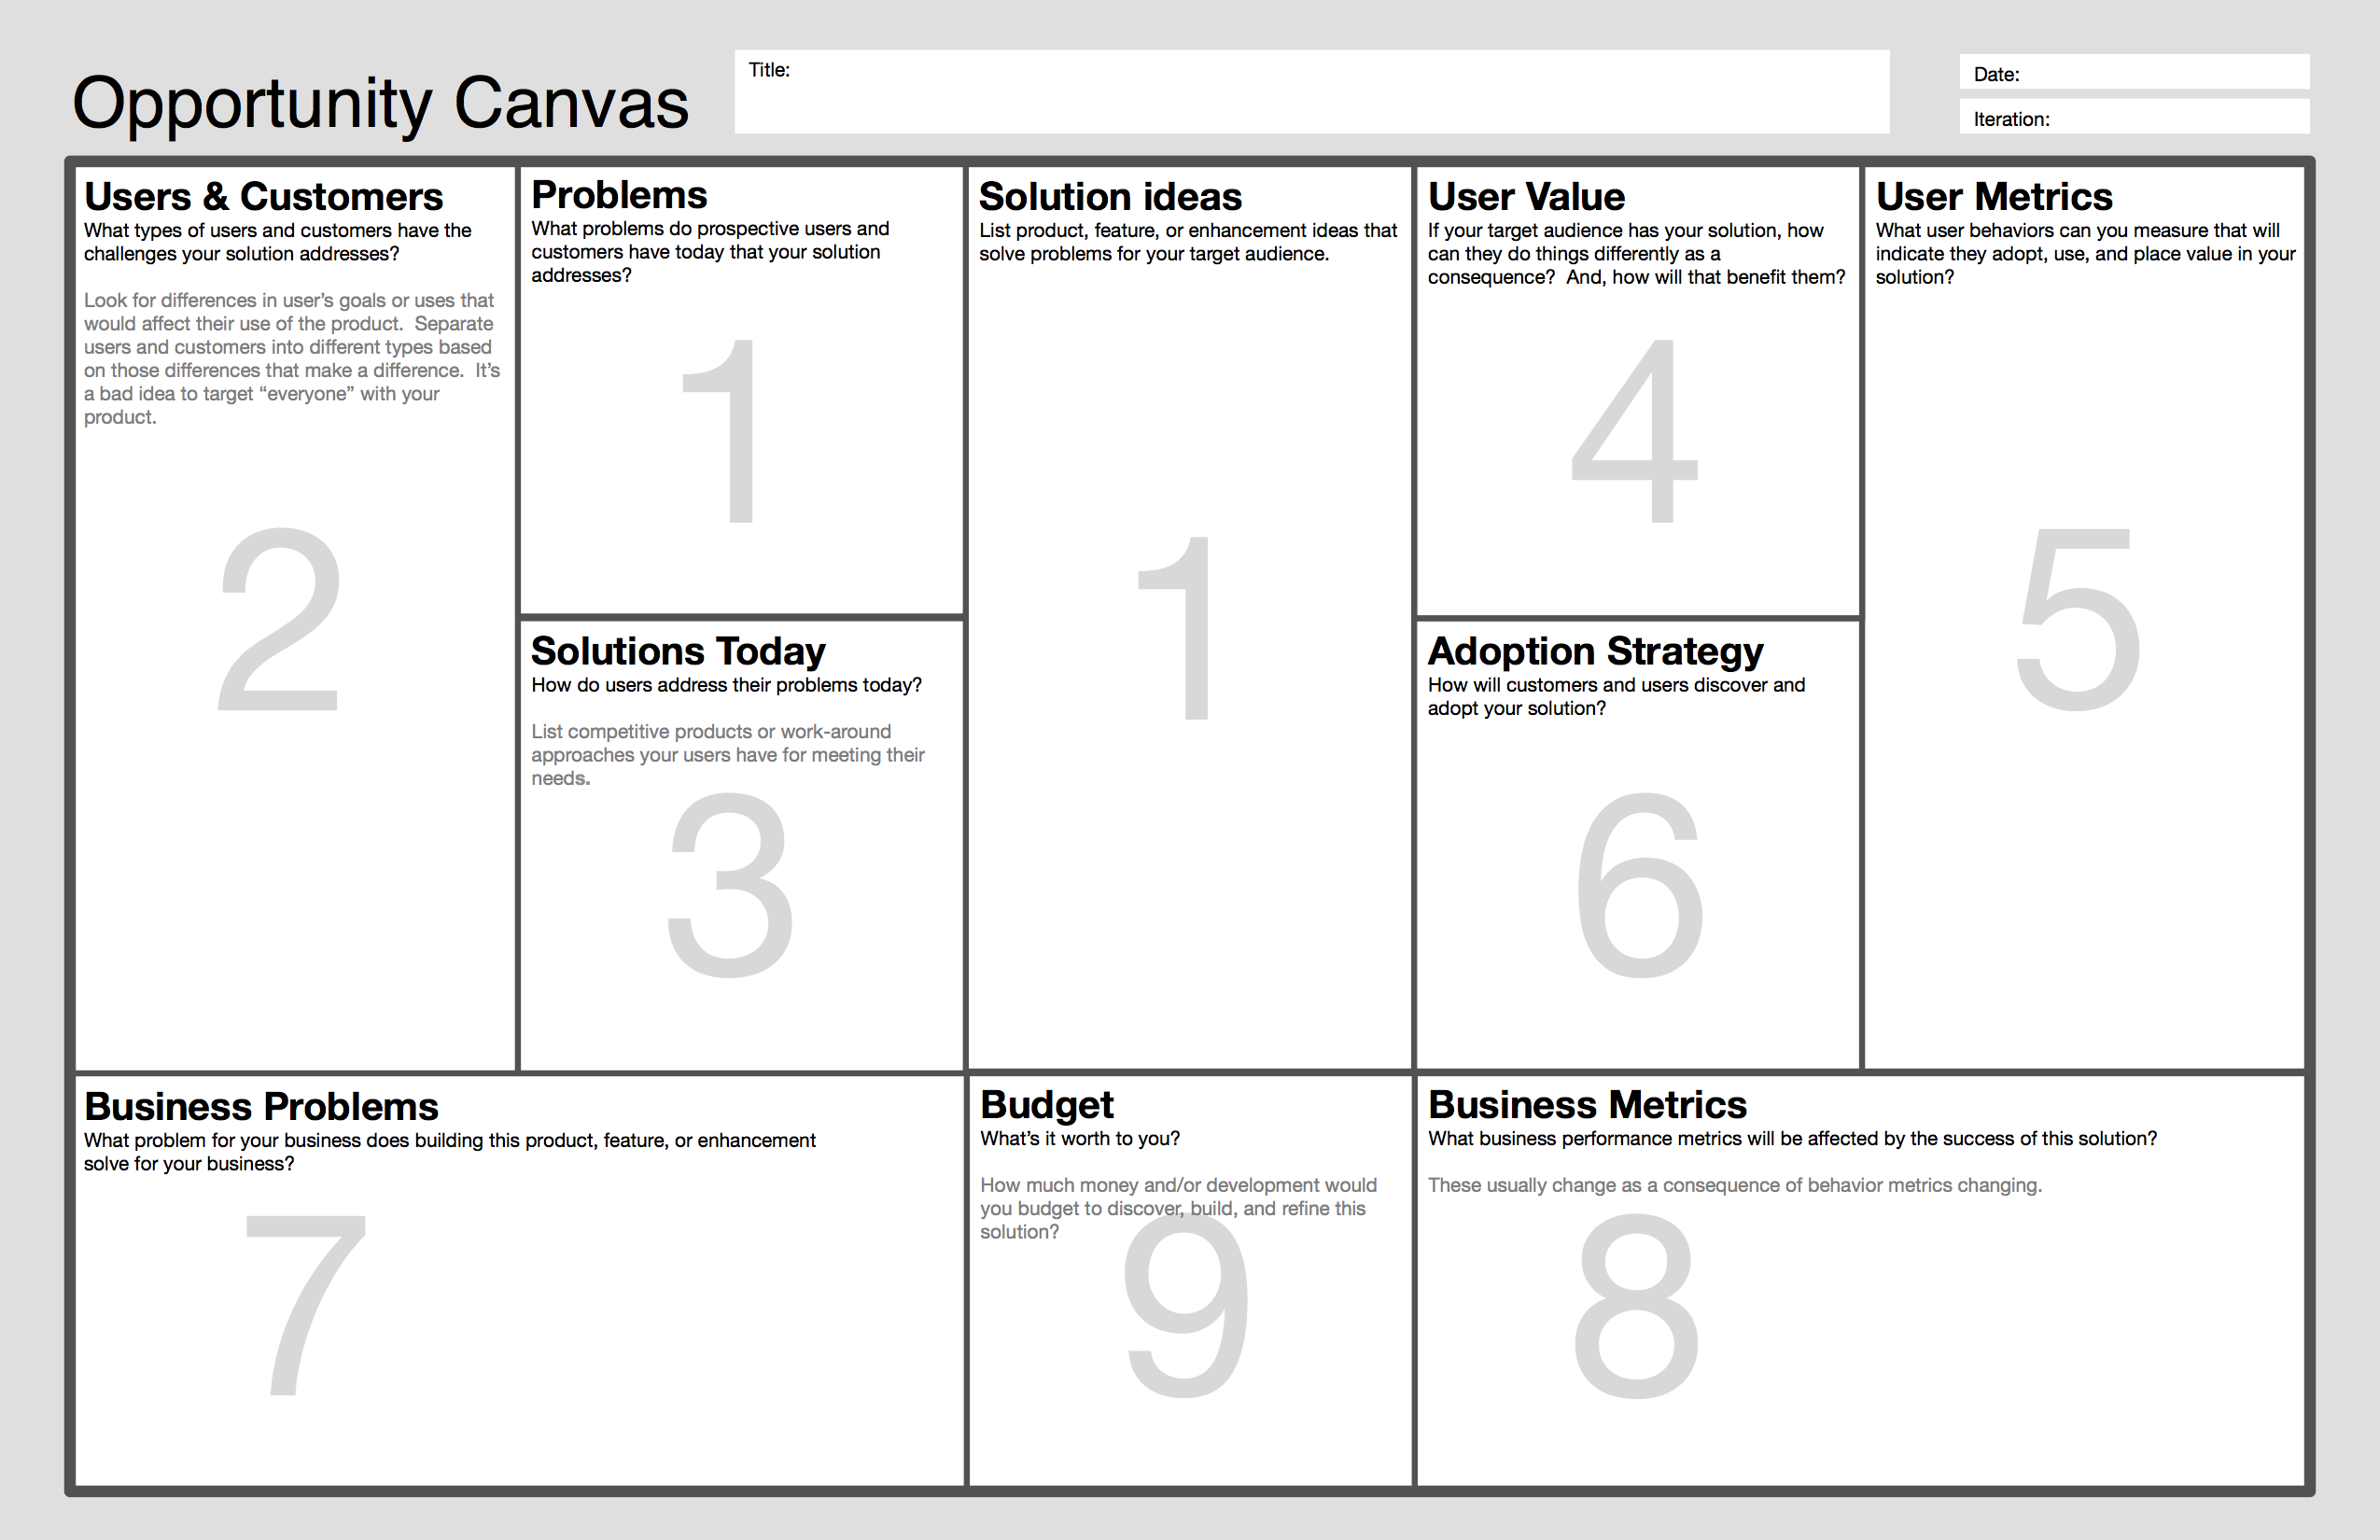 Opportunity Canvas
Title:
Date:
Iteration:
Users & Customers
What types of users and customers have the
challenges your solution addresses?
Look for differences in user’s goals or uses that
would affect their use of the product.  Separate
users and customers into different types based
on those differences that make a difference.  It’s
a bad idea to target “everyone” with your
product.
2
Problems
What problems do prospective users and
customers have today that your solution
addresses?
1
Solutions Today
How do users address their problems today?
List competitive products or work-around
approaches your users have for meeting their
needs.
3
Solution ideas
List product, feature, or enhancement ideas that
solve problems for your target audience.
1
User Value
If your target audience has your solution, how
can they do things differently as a
consequence?  And, how will that benefit them?
4
Adoption Strategy
How will customers and users discover and
adopt your solution?
6
User Metrics
What user behaviors can you measure that will
indicate they adopt, use, and place value in your
solution?
5
Business Problems
What problem for your business does building this product, feature, or enhancement
solve for your business?
7
Budget
What’s it worth to you?
How much money and/or development would
you budget to discover, build, and refine this
solution?
9
Business Metrics
What business performance metrics will be affected by the success of this solution?
These usually change as a consequence of behavior metrics changing.
8